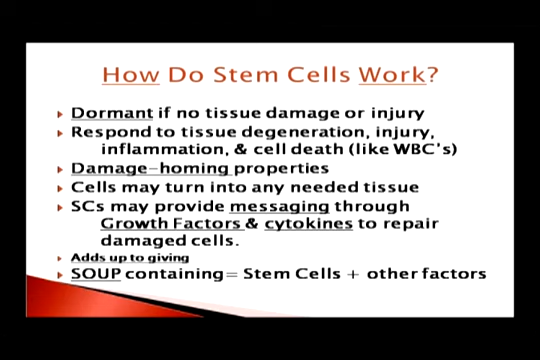 How Do Stem Cells Work?
Dormant if no tissue damage or injury
Respond to tissue degeneration, injury,
inflammation, & cell death (like WBC's)
Damage-homing properties
Cells may turn into any needed tissue
SCs may provide messaging through
Growth Factors & cytokines to repair
damaged cells.
Adds up to giving
SOUP containing= Stem Cells + other factors